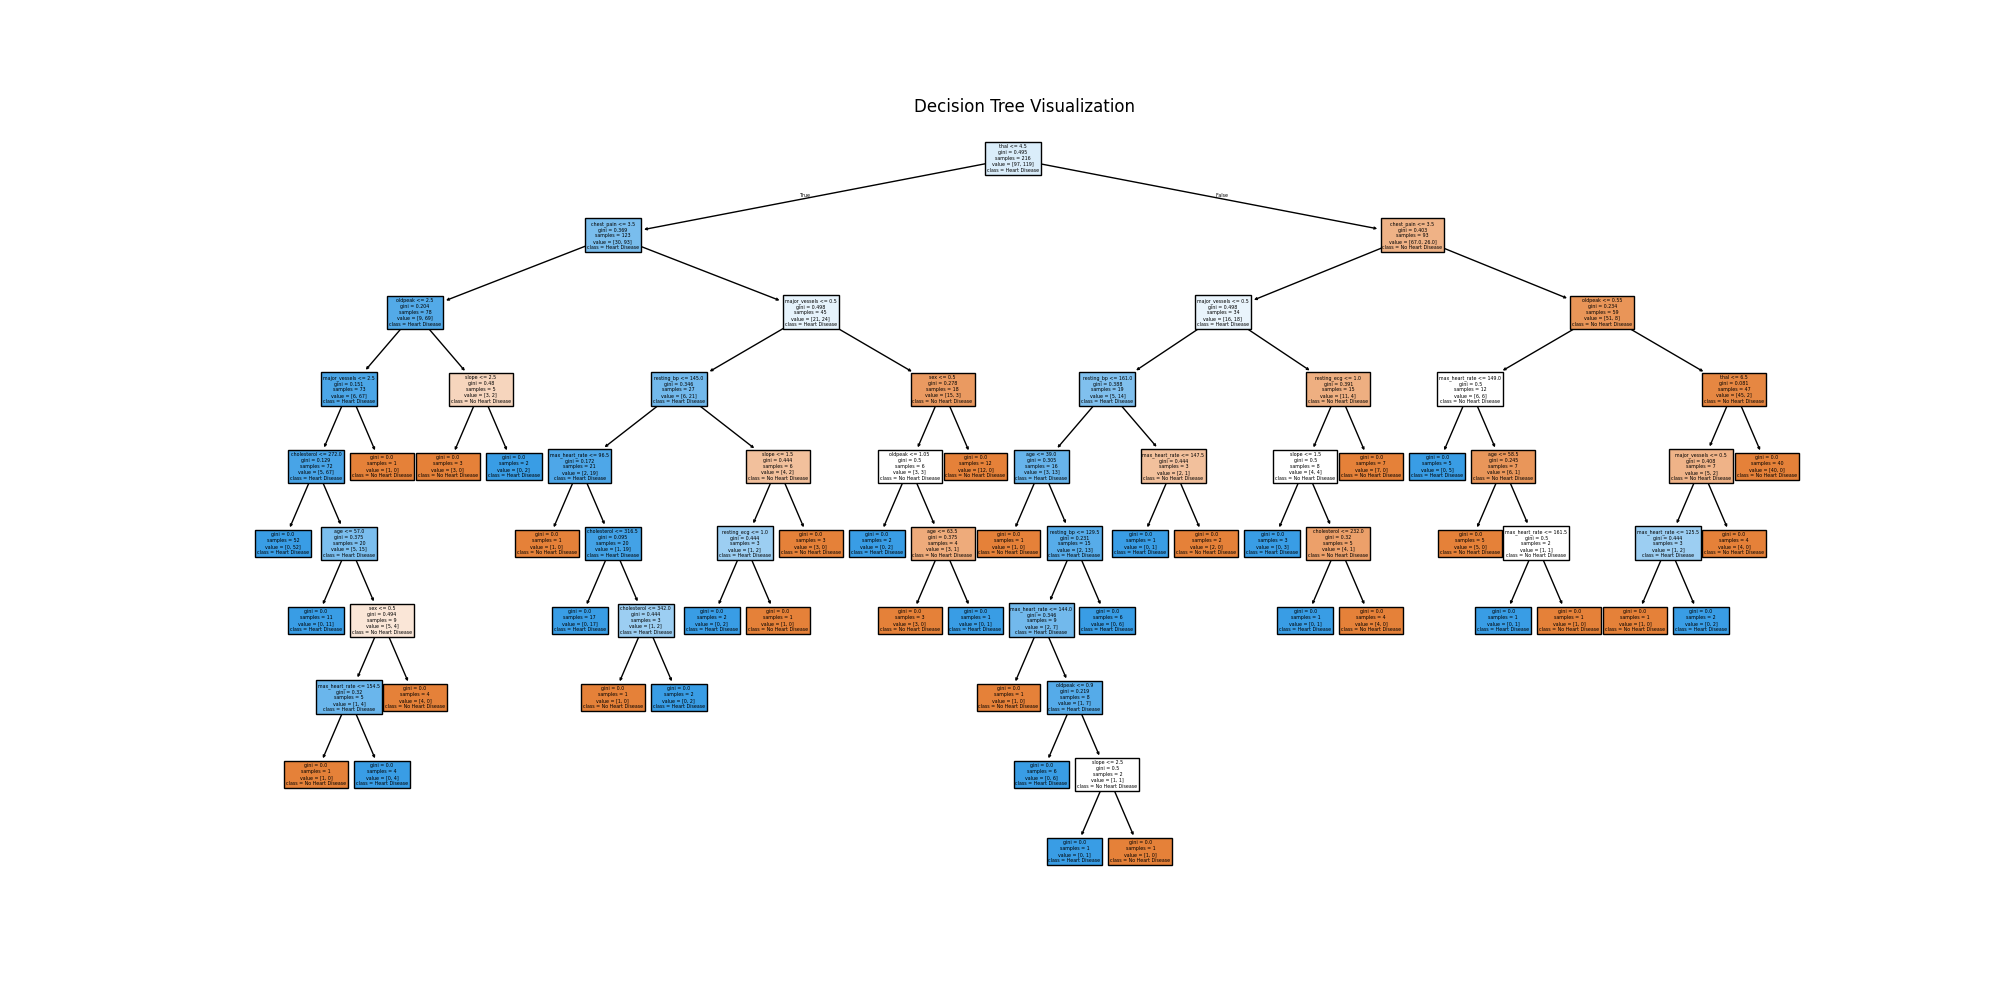 Decision Tree Visualization
thal <= 4.5
gini = 0.495
samples = 216
value = [97, 119]
class = Heart Disease
True
False
chest_pain <= 3.5
gini = 0.369
samples = 123
value = [30, 93]
class = Heart Disease
chest_pain <= 3.5
gini = 0.403
samples = 93
value = [67.0, 26.0]
class = No Heart Disease
oldpeak <= 2.5
gini = 0.204
samples = 78
value = [9, 69]
class = Heart Disease
major_vessels <= 0.5
gini = 0.498
samples = 45
value = [21, 24]
class = Heart Disease
major_vessels <= 0.5
gini = 0.498
samples = 34
value = [16, 18]
class = Heart Disease
oldpeak <= 0.55
gini = 0.234
samples = 59
value = [51, 8]
class = No Heart Disease
major_vessels <= 2.5
gini = 0.151
samples = 73
value = [6, 67]
class = Heart Disease
slope <= 2.5
gini = 0.48
samples = 5
value = [3, 2]
class = No Heart Disease
resting_bp <= 145.0
gini = 0.346
samples = 27
value = [6, 21]
class = Heart Disease
sex <= 0.5
gini = 0.278
samples = 18
value = [15, 3]
class = No Heart Disease
resting_bp <= 161.0
gini = 0.388
samples = 19
value = [5, 14]
class = Heart Disease
resting_ecg <= 1.0
gini = 0.391
samples = 15
value = [11, 4]
class = No Heart Disease
max_heart_rate <= 149.0
gini = 0.5
samples = 12
value = [6, 6]
class = No Heart Disease
thal <= 6.5
gini = 0.081
samples = 47
value = [45, 2]
class = No Heart Disease
cholesterol <= 272.0
gini = 0.129
samples = 72
value = [5, 67]
class = Heart Disease
gini = 0.0
samples = 1
value = [1, 0]
class = No Heart Disease
gini = 0.0
samples = 3
value = [3, 0]
class = No Heart Disease
gini = 0.0
samples = 2
value = [0, 2]
class = Heart Disease
max_heart_rate <= 96.5
gini = 0.172
samples = 21
value = [2, 19]
class = Heart Disease
slope <= 1.5
gini = 0.444
samples = 6
value = [4, 2]
class = No Heart Disease
oldpeak <= 1.05
gini = 0.5
samples = 6
value = [3, 3]
class = No Heart Disease
gini = 0.0
samples = 12
value = [12, 0]
class = No Heart Disease
age <= 39.0
gini = 0.305
samples = 16
value = [3, 13]
class = Heart Disease
max_heart_rate <= 147.5
gini = 0.444
samples = 3
value = [2, 1]
class = No Heart Disease
slope <= 1.5
gini = 0.5
samples = 8
value = [4, 4]
class = No Heart Disease
gini = 0.0
samples = 7
value = [7, 0]
class = No Heart Disease
gini = 0.0
samples = 5
value = [0, 5]
class = Heart Disease
age <= 58.5
gini = 0.245
samples = 7
value = [6, 1]
class = No Heart Disease
major_vessels <= 0.5
gini = 0.408
samples = 7
value = [5, 2]
class = No Heart Disease
gini = 0.0
samples = 40
value = [40, 0]
class = No Heart Disease
gini = 0.0
samples = 52
value = [0, 52]
class = Heart Disease
age <= 57.0
gini = 0.375
samples = 20
value = [5, 15]
class = Heart Disease
gini = 0.0
samples = 1
value = [1, 0]
class = No Heart Disease
cholesterol <= 316.5
gini = 0.095
samples = 20
value = [1, 19]
class = Heart Disease
resting_ecg <= 1.0
gini = 0.444
samples = 3
value = [1, 2]
class = Heart Disease
gini = 0.0
samples = 3
value = [3, 0]
class = No Heart Disease
gini = 0.0
samples = 2
value = [0, 2]
class = Heart Disease
age <= 63.5
gini = 0.375
samples = 4
value = [3, 1]
class = No Heart Disease
gini = 0.0
samples = 1
value = [1, 0]
class = No Heart Disease
resting_bp <= 129.5
gini = 0.231
samples = 15
value = [2, 13]
class = Heart Disease
gini = 0.0
samples = 1
value = [0, 1]
class = Heart Disease
gini = 0.0
samples = 2
value = [2, 0]
class = No Heart Disease
gini = 0.0
samples = 3
value = [0, 3]
class = Heart Disease
cholesterol <= 232.0
gini = 0.32
samples = 5
value = [4, 1]
class = No Heart Disease
gini = 0.0
samples = 5
value = [5, 0]
class = No Heart Disease
max_heart_rate <= 161.5
gini = 0.5
samples = 2
value = [1, 1]
class = No Heart Disease
max_heart_rate <= 125.5
gini = 0.444
samples = 3
value = [1, 2]
class = Heart Disease
gini = 0.0
samples = 4
value = [4, 0]
class = No Heart Disease
gini = 0.0
samples = 11
value = [0, 11]
class = Heart Disease
sex <= 0.5
gini = 0.494
samples = 9
value = [5, 4]
class = No Heart Disease
gini = 0.0
samples = 17
value = [0, 17]
class = Heart Disease
cholesterol <= 342.0
gini = 0.444
samples = 3
value = [1, 2]
class = Heart Disease
gini = 0.0
samples = 2
value = [0, 2]
class = Heart Disease
gini = 0.0
samples = 1
value = [1, 0]
class = No Heart Disease
gini = 0.0
samples = 3
value = [3, 0]
class = No Heart Disease
gini = 0.0
samples = 1
value = [0, 1]
class = Heart Disease
max_heart_rate <= 144.0
gini = 0.346
samples = 9
value = [2, 7]
class = Heart Disease
gini = 0.0
samples = 6
value = [0, 6]
class = Heart Disease
gini = 0.0
samples = 1
value = [0, 1]
class = Heart Disease
gini = 0.0
samples = 4
value = [4, 0]
class = No Heart Disease
gini = 0.0
samples = 1
value = [0, 1]
class = Heart Disease
gini = 0.0
samples = 1
value = [1, 0]
class = No Heart Disease
gini = 0.0
samples = 1
value = [1, 0]
class = No Heart Disease
gini = 0.0
samples = 2
value = [0, 2]
class = Heart Disease
max_heart_rate <= 154.5
gini = 0.32
samples = 5
value = [1, 4]
class = Heart Disease
gini = 0.0
samples = 4
value = [4, 0]
class = No Heart Disease
gini = 0.0
samples = 1
value = [1, 0]
class = No Heart Disease
gini = 0.0
samples = 2
value = [0, 2]
class = Heart Disease
gini = 0.0
samples = 1
value = [1, 0]
class = No Heart Disease
oldpeak <= 0.9
gini = 0.219
samples = 8
value = [1, 7]
class = Heart Disease
gini = 0.0
samples = 1
value = [1, 0]
class = No Heart Disease
gini = 0.0
samples = 4
value = [0, 4]
class = Heart Disease
gini = 0.0
samples = 6
value = [0, 6]
class = Heart Disease
slope <= 2.5
gini = 0.5
samples = 2
value = [1, 1]
class = No Heart Disease
gini = 0.0
samples = 1
value = [0, 1]
class = Heart Disease
gini = 0.0
samples = 1
value = [1, 0]
class = No Heart Disease